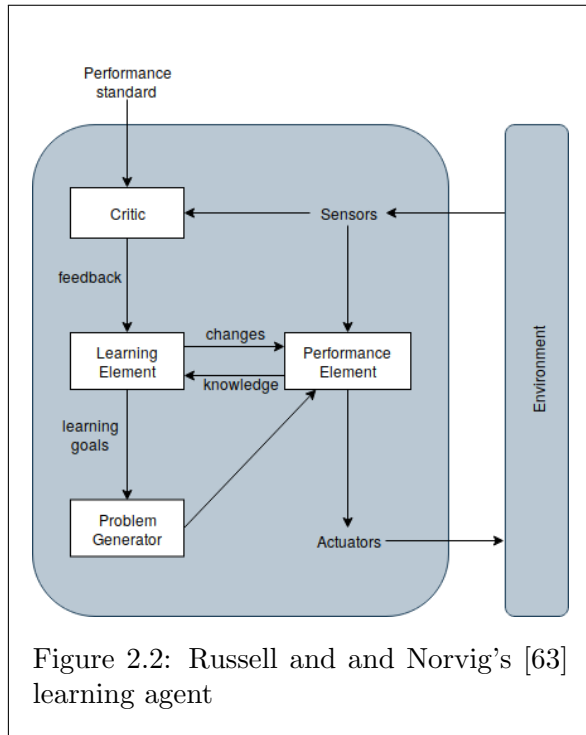 Performance
standard
Critic
Sensors
feedback
changes
Learning
Element
Performance
Element
knowledge
learning
goals
Problem
Generator
Actuators
Environment
Figure 2.2: Russell and and Norvig's [63]
learning agent